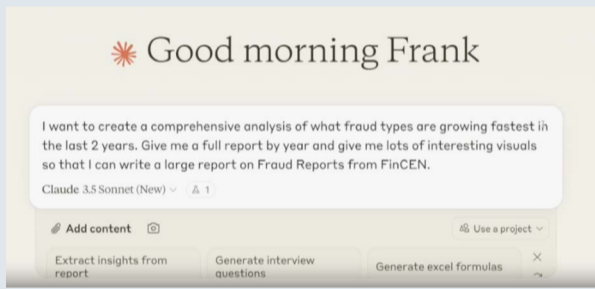 Good morning Frank
I want to create a comprehensive analysis of what fraud types are growing fastest in
the last 2 years. Give me a full report by year and give me lots of interesting visuals
so that I can write a large report on Fraud Reports from FinCEN.
Claude 3.5 Sonnet (New) 1
Add content Use a project
Extract insights from Generate interview Generate excel formulas
report questions